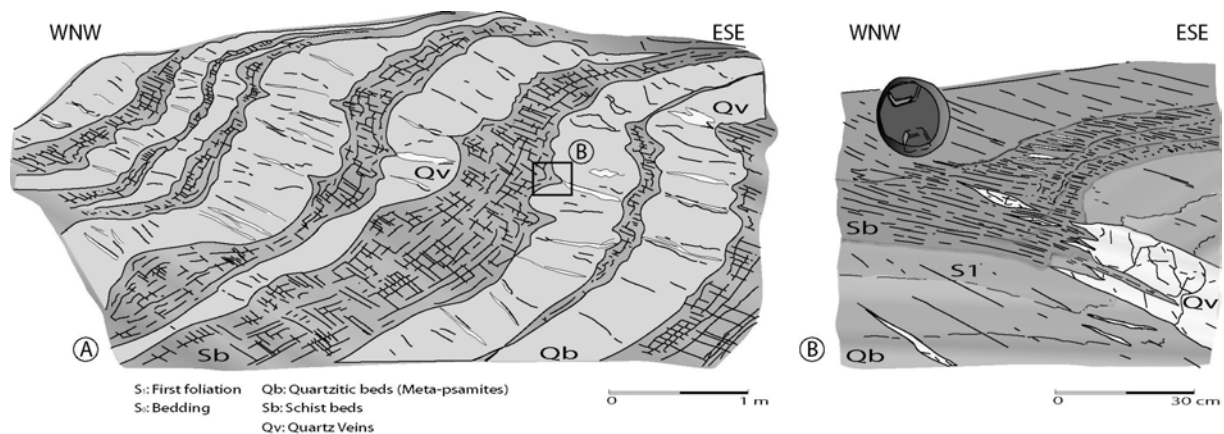 WNW ESE
Qv
B
Qv
Sb
Qb
A
S₁: First foliation Qb: Quartzitic beds (Meta-psamites)
S₀: Bedding Sb: Schist beds
Qv: Quartz Veins
0 1 m
WNW ESE
Sb
S1
Qv
Qb
B
0 30 cm